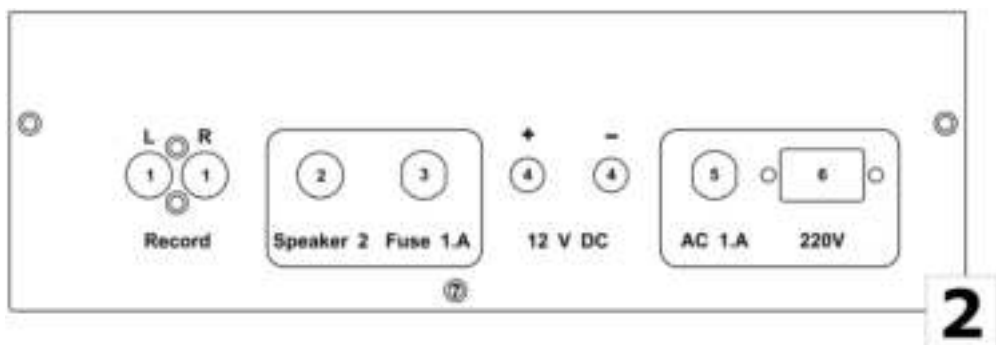 L R + −
1 1 2 3 4 4 5 6
Record Speaker 2 Fuse 1.A 12 V DC AC 1.A 220V
7
2